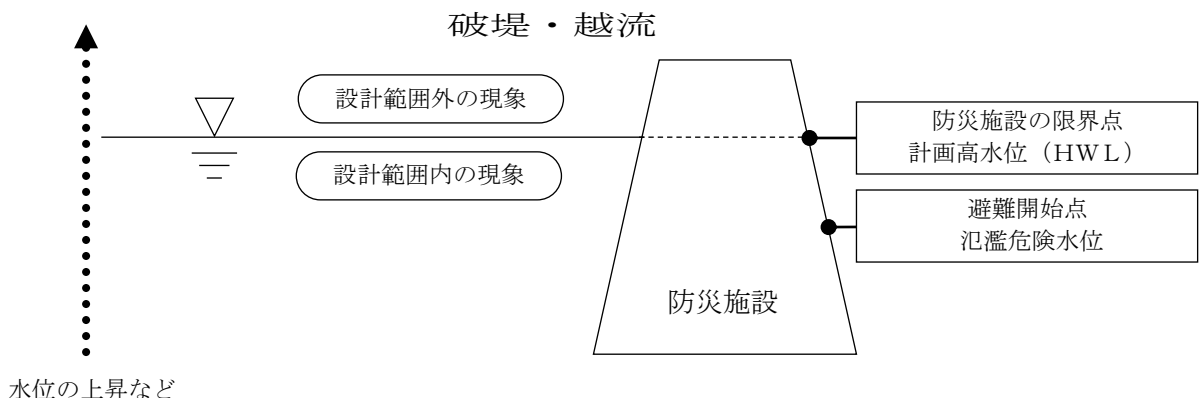 破堤・越流
設計範囲外の現象
防災施設の限界点
計画高水位（ＨＷＬ）
設計範囲内の現象
避難開始点
氾濫危険水位
防災施設
水位の上昇など